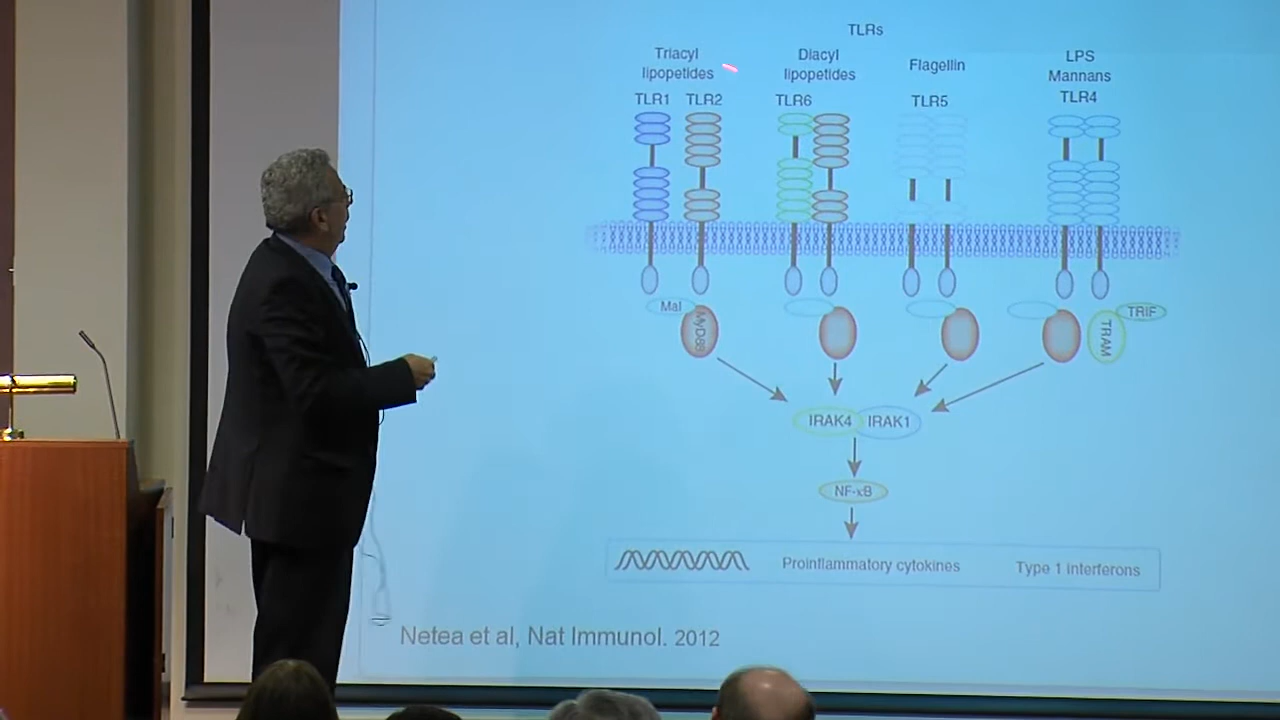 TLRs
Triacyl
lipopetides
Diacyl
lipopetides
Flagellin
LPS
Mannans
TLR1
TLR2
TLR6
TLR5
TLR4
Mal
MyD88
TRAM
TRIF
IRAK4
IRAK1
NF-κB
Proinflammatory cytokines
Type 1 interferons
Netea et al, Nat Immunol. 2012